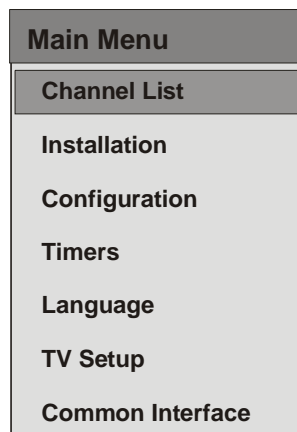 Main Menu
Channel List
Installation
Configuration
Timers
Language
TV Setup
Common Interface